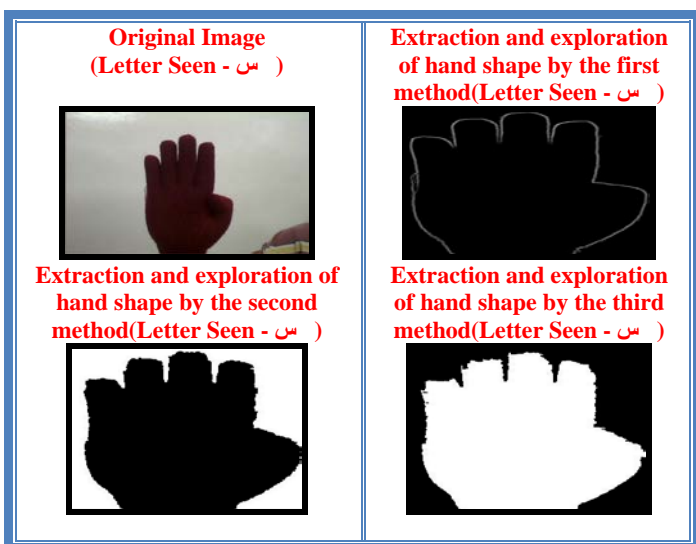 Original Image
(Letter Seen - س )
Extraction and exploration
of hand shape by the first
method(Letter Seen - س )
Extraction and exploration of
hand shape by the second
method(Letter Seen - س )
Extraction and exploration
of hand shape by the third
method(Letter Seen - س )